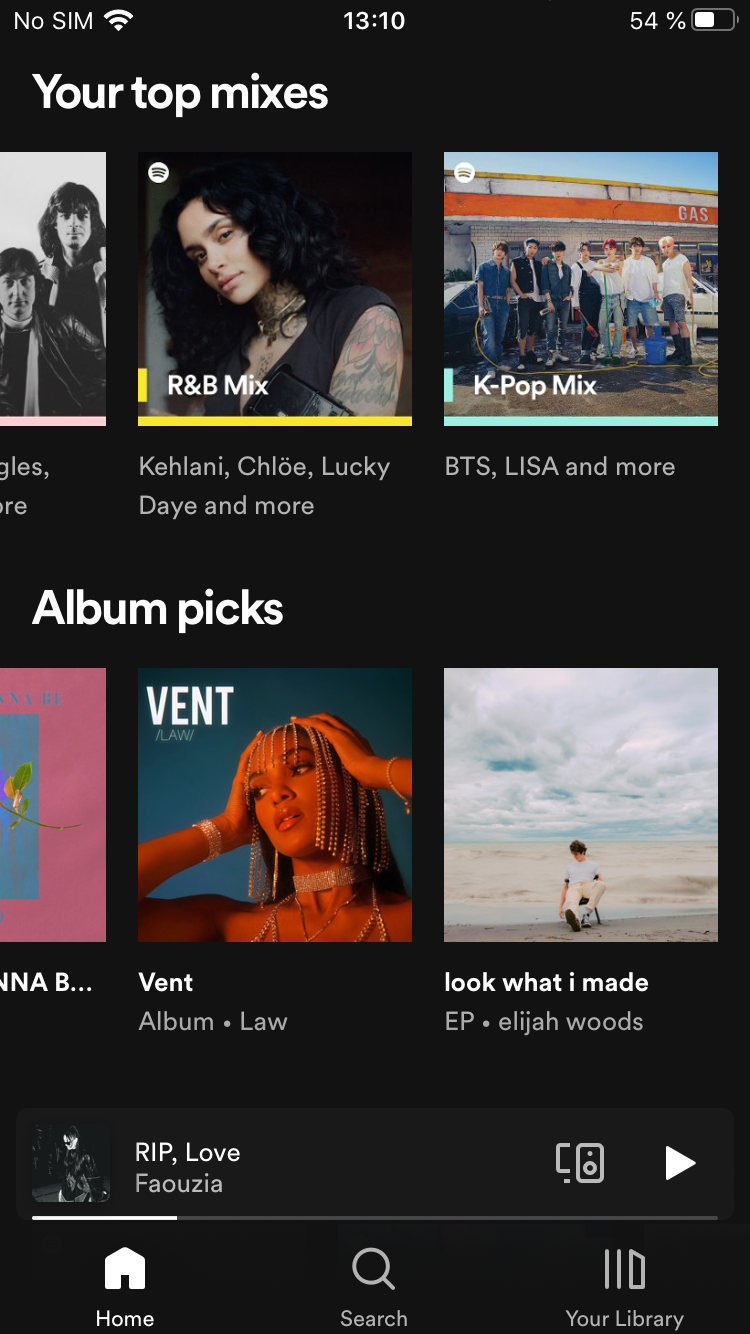 No SIM 13:10 54 %
Your top mixes
GAS
R&B Mix
K-Pop Mix
gles,
ore
Kehlani, Chlöe, Lucky
Daye and more
BTS, LISA and more
Album picks
NNA BE
VENT
/LAW/
NNA B...
Vent
Album • Law
look what i made
EP • elijah woods
RIP, Love
Faouzia
Home
Search
Your Library